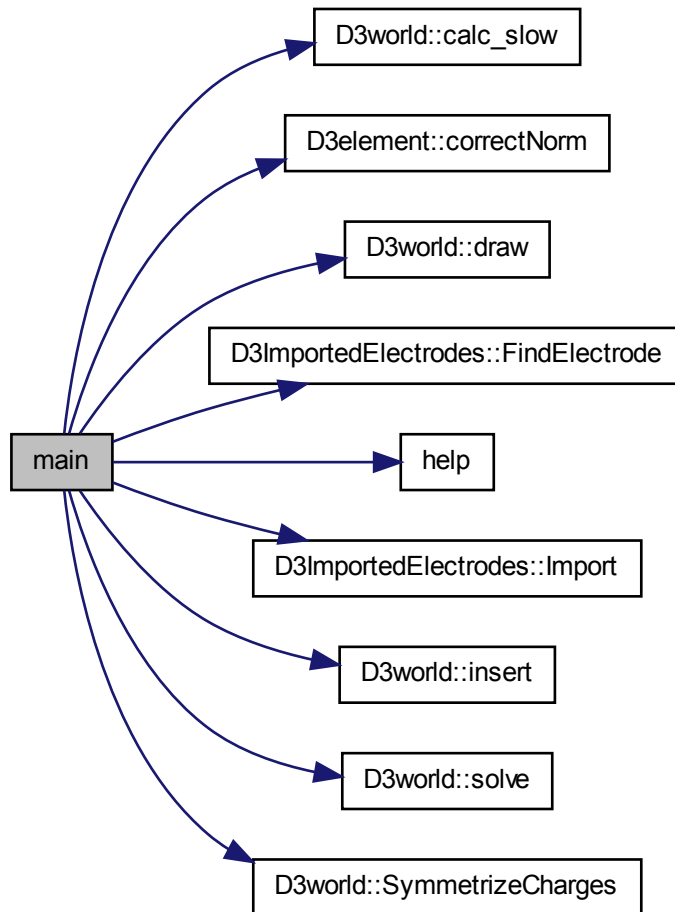 D3world::calc_slow
D3element::correctNorm
D3world::draw
D3ImportedElectrodes::FindElectrode
main
help
D3ImportedElectrodes::Import
D3world::insert
D3world::solve
D3world::SymmetrizeCharges